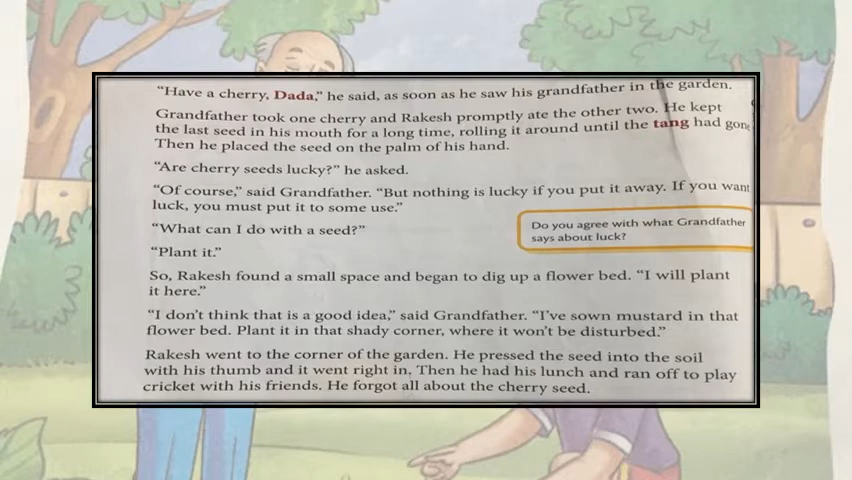 “Have a cherry, Dada,” he said, as soon as he saw his grandfather in the garden.
Grandfather took one cherry and Rakesh promptly ate the other two. He kept
the last seed in his mouth for a long time, rolling it around until the tang had gone.
Then he placed the seed on the palm of his hand.
“Are cherry seeds lucky?” he asked.
“Of course,” said Grandfather. “But nothing is lucky if you put it away. If you want
luck, you must put it to some use.”
Do you agree with what Grandfather
says about luck?
“What can I do with a seed?”
“Plant it.”
So, Rakesh found a small space and began to dig up a flower bed. “I will plant
it here.”
“I don’t think that is a good idea,” said Grandfather. “I’ve sown mustard in that
flower bed. Plant it in that shady corner, where it won’t be disturbed.”
Rakesh went to the corner of the garden. He pressed the seed into the soil
with his thumb and it went right in. Then he had his lunch and ran off to play
cricket with his friends. He forgot all about the cherry seed.